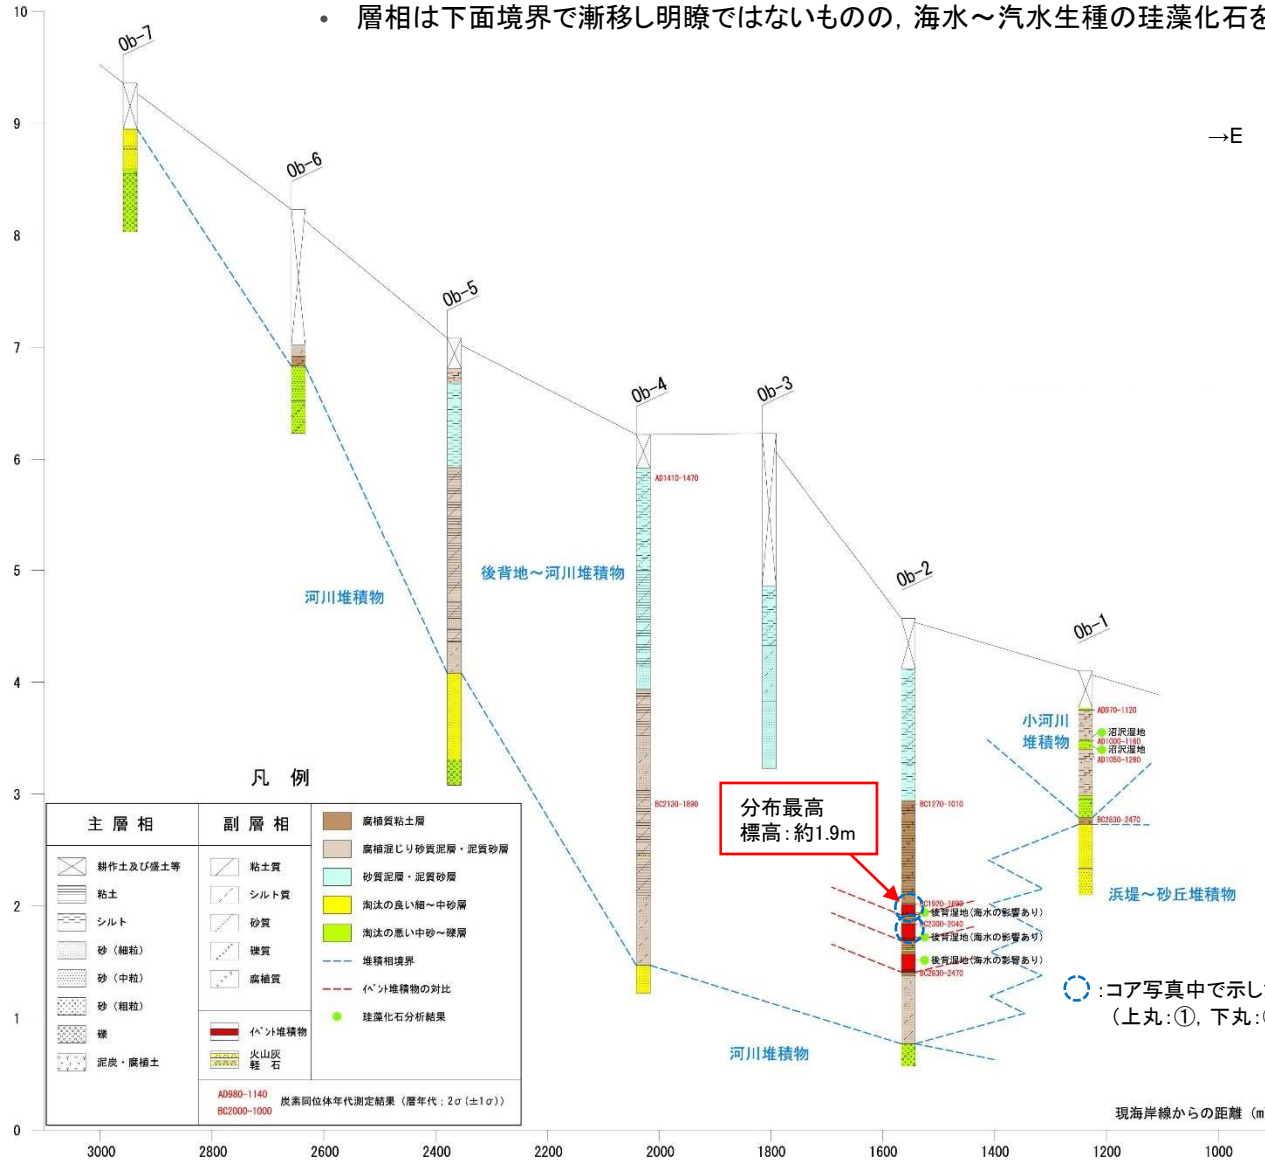 • 層相は下面境界で漸移し明瞭ではないものの，海水～汽水生種の珪藻化石を
→E
10
9
8
7
6
5
4
3
2
1
0
Ob-7
Ob-6
Ob-5
Ob-4
Ob-3
Ob-2
Ob-1
AD1410-1470
BC2130-1890
BC1270-1010
BC1920-1690
後背湿地(海水の影響あり)
BC2300-2040
後背湿地(海水の影響あり)
後背湿地(海水の影響あり)
BC2830-2470
AD970-1120
沼沢湿地
AD1000-1160
沼沢湿地
AD1050-1260
BC2830-2470
河川堆積物
後背地～河川堆積物
小河川
堆積物
浜堤～砂丘堆積物
河川堆積物
分布最高
標高：約1.9m
：コア写真中で示し
（上丸：①，下丸：
凡 例
主 層 相
耕作土及び盛土等
粘土
シルト
砂（細粒）
砂（中粒）
砂（粗粒）
礫
泥炭・腐植土
副 層 相
粘土質
シルト質
砂質
礫質
腐植質
イベント堆積物
火山灰
軽 石
腐植質粘土層
腐植混じり砂質泥層・泥質砂層
砂質泥層・泥質砂層
淘汰の良い細～中砂層
淘汰の悪い中砂～礫層
堆積相境界
イベント堆積物の対比
珪藻化石分析結果
AD980-1140
BC2000-1000
炭素同位体年代測定結果（暦年代；2σ(±1σ)）
現海岸線からの距離（m
3000
2800
2600
2400
2200
2000
1800
1600
1400
1200
1000